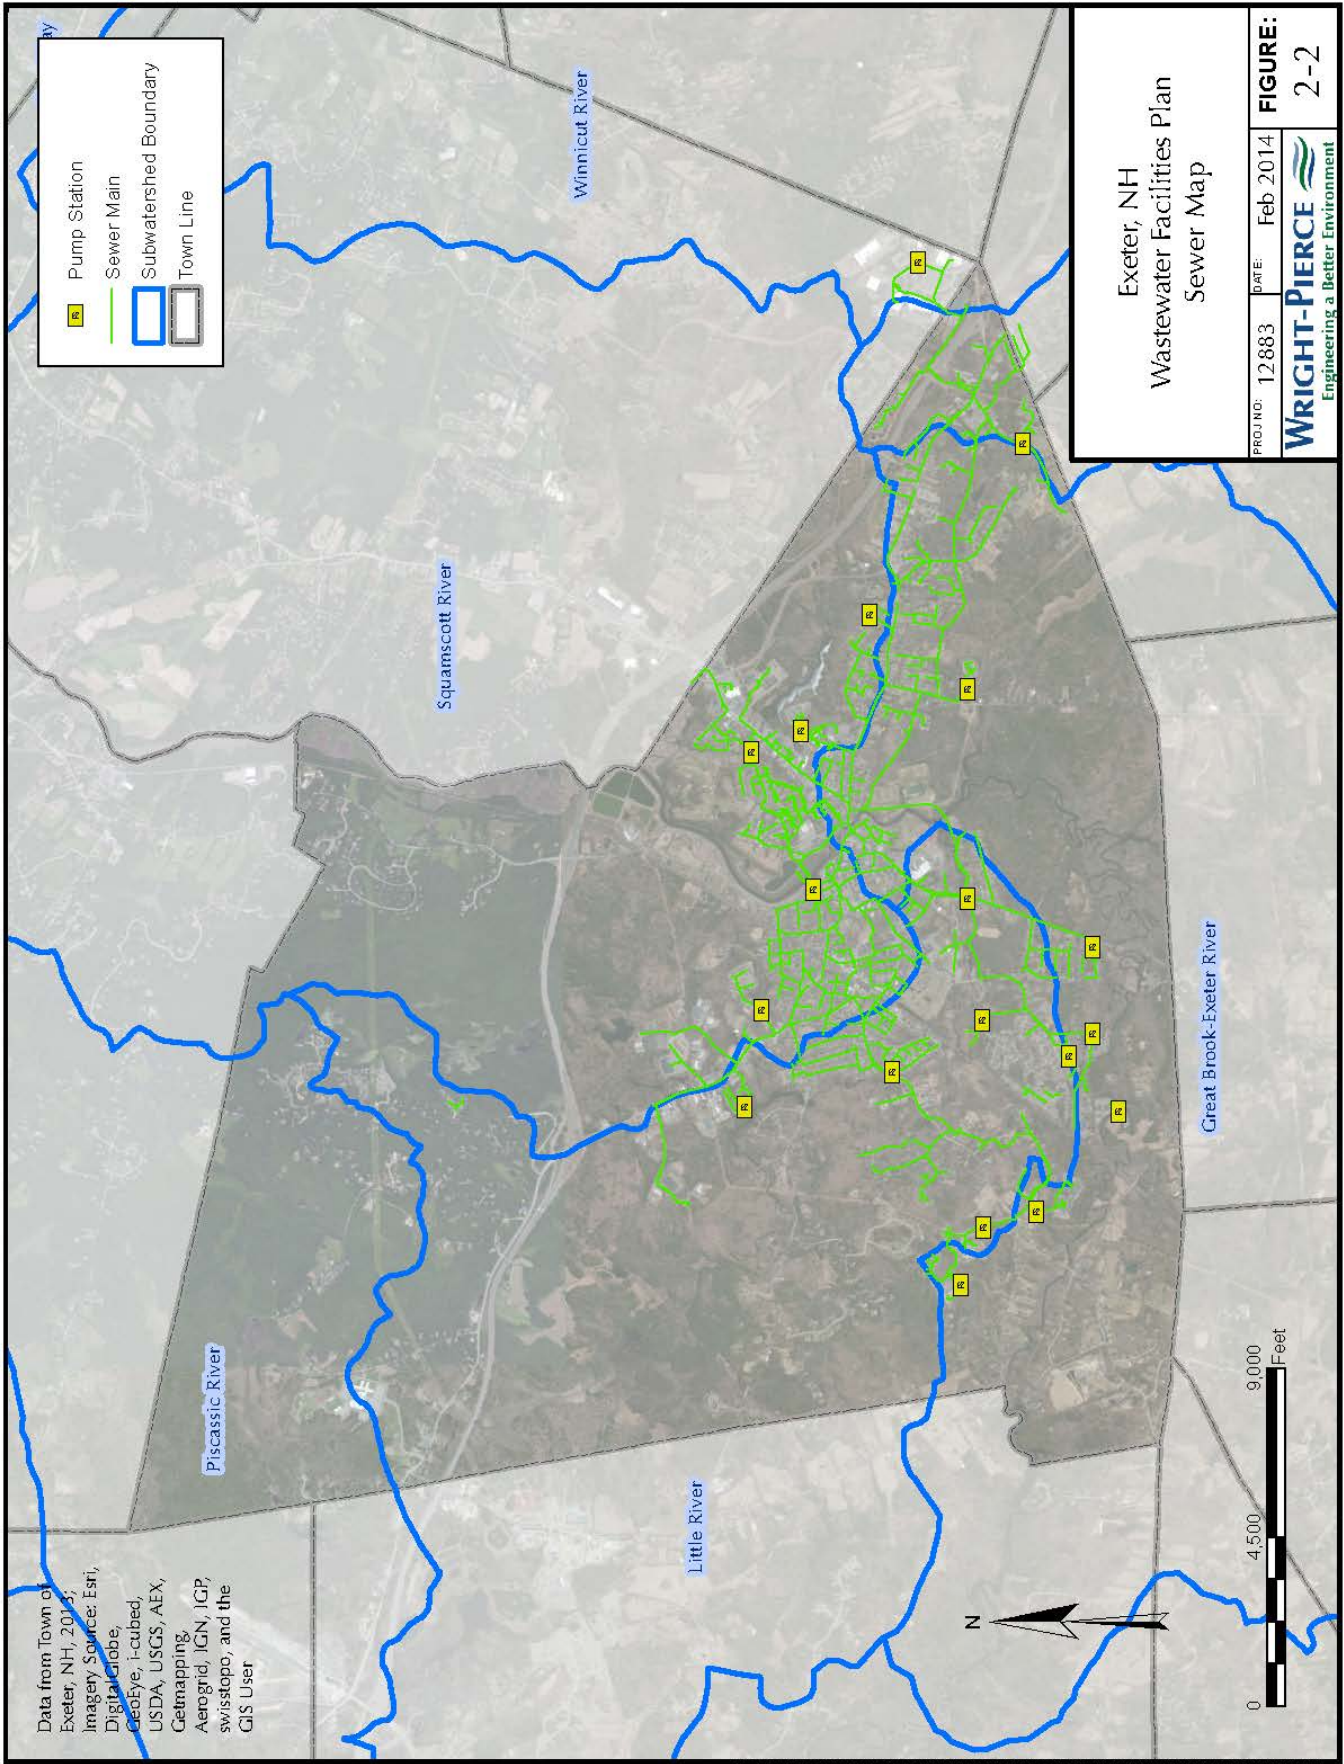 Data from Town of
Exeter, NH, 2013;
Imagery Source: Esri,
DigitalGlobe,
GeoEye, i-cubed,
USDA, USGS, AEX,
Getmapping,
Aerogrid, IGN, IGP,
swisstopo, and the
GIS User
ay
Pump Station
Sewer Main
Subwatershed Boundary
Town Line
Piscassic River
Squamscott River
Winnicut River
Little River
Great Brook-Exeter River
N
0 4,500 9,000
Feet
Exeter, NH
Wastewater Facilities Plan
Sewer Map
PROJ NO: 12883 DATE: Feb 2014 FIGURE:
2-2
WRIGHT-PIERCE
Engineering a Better Environment